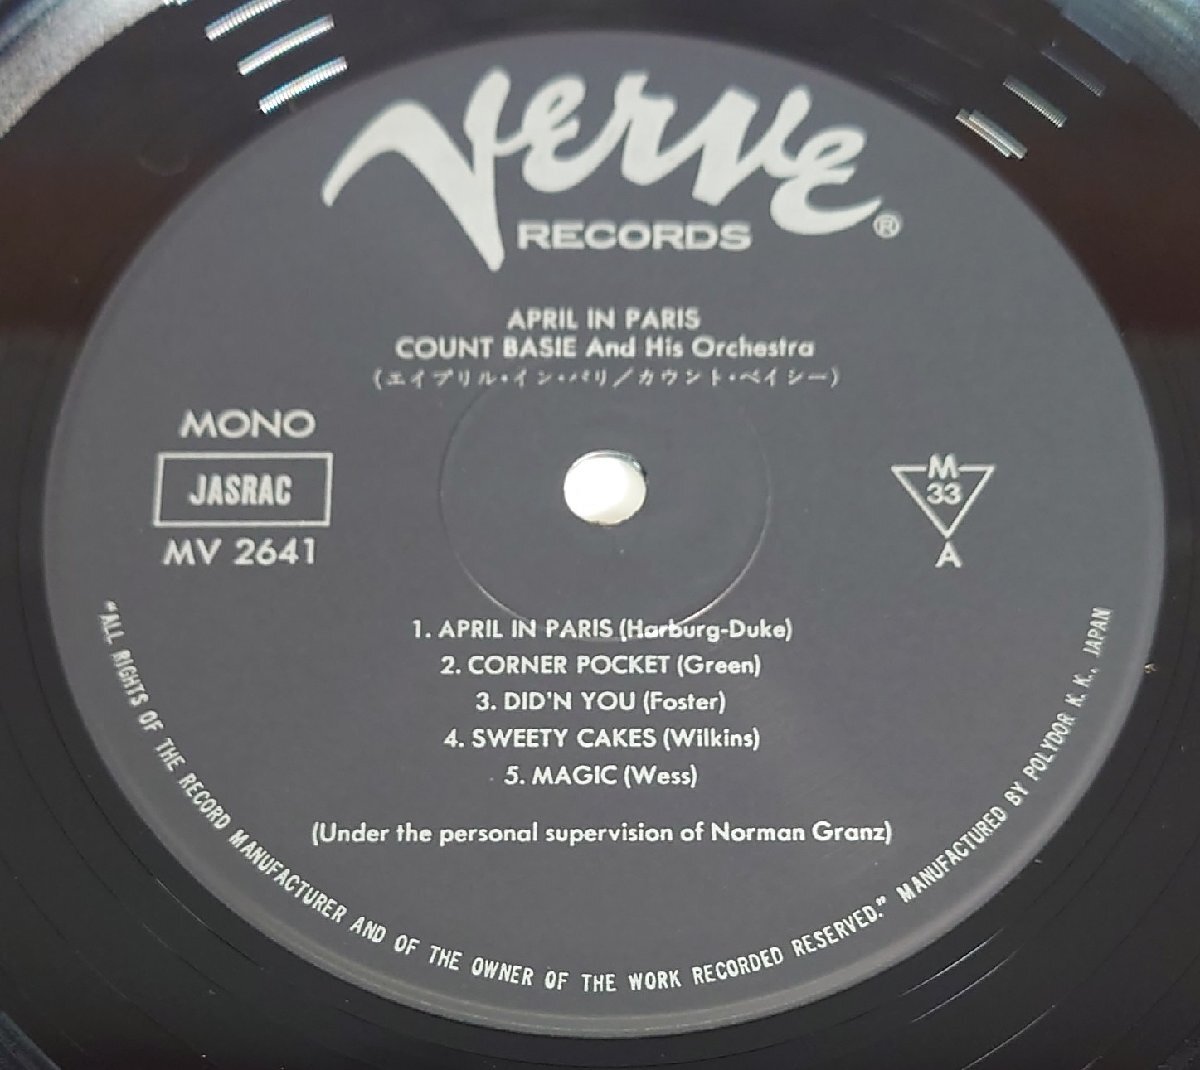 Verve
RECORDS ®
APRIL IN PARIS
COUNT BASIE And His Orchestra
(エイプリル・イン・パリ/カウント・ベイシー)
MONO
JASRAC
MV 2641
M
33
A
1. APRIL IN PARIS (Harburg-Duke)
2. CORNER POCKET (Green)
3. DID'N YOU (Foster)
4. SWEETY CAKES (Wilkins)
5. MAGIC (Wess)
(Under the personal supervision of Norman Granz)
"ALL RIGHTS OF THE RECORD MANUFACTURER AND OF THE OWNER OF THE WORK RECORDED RESERVED." MANUFACTURED BY POLYDOR K. K., JAPAN